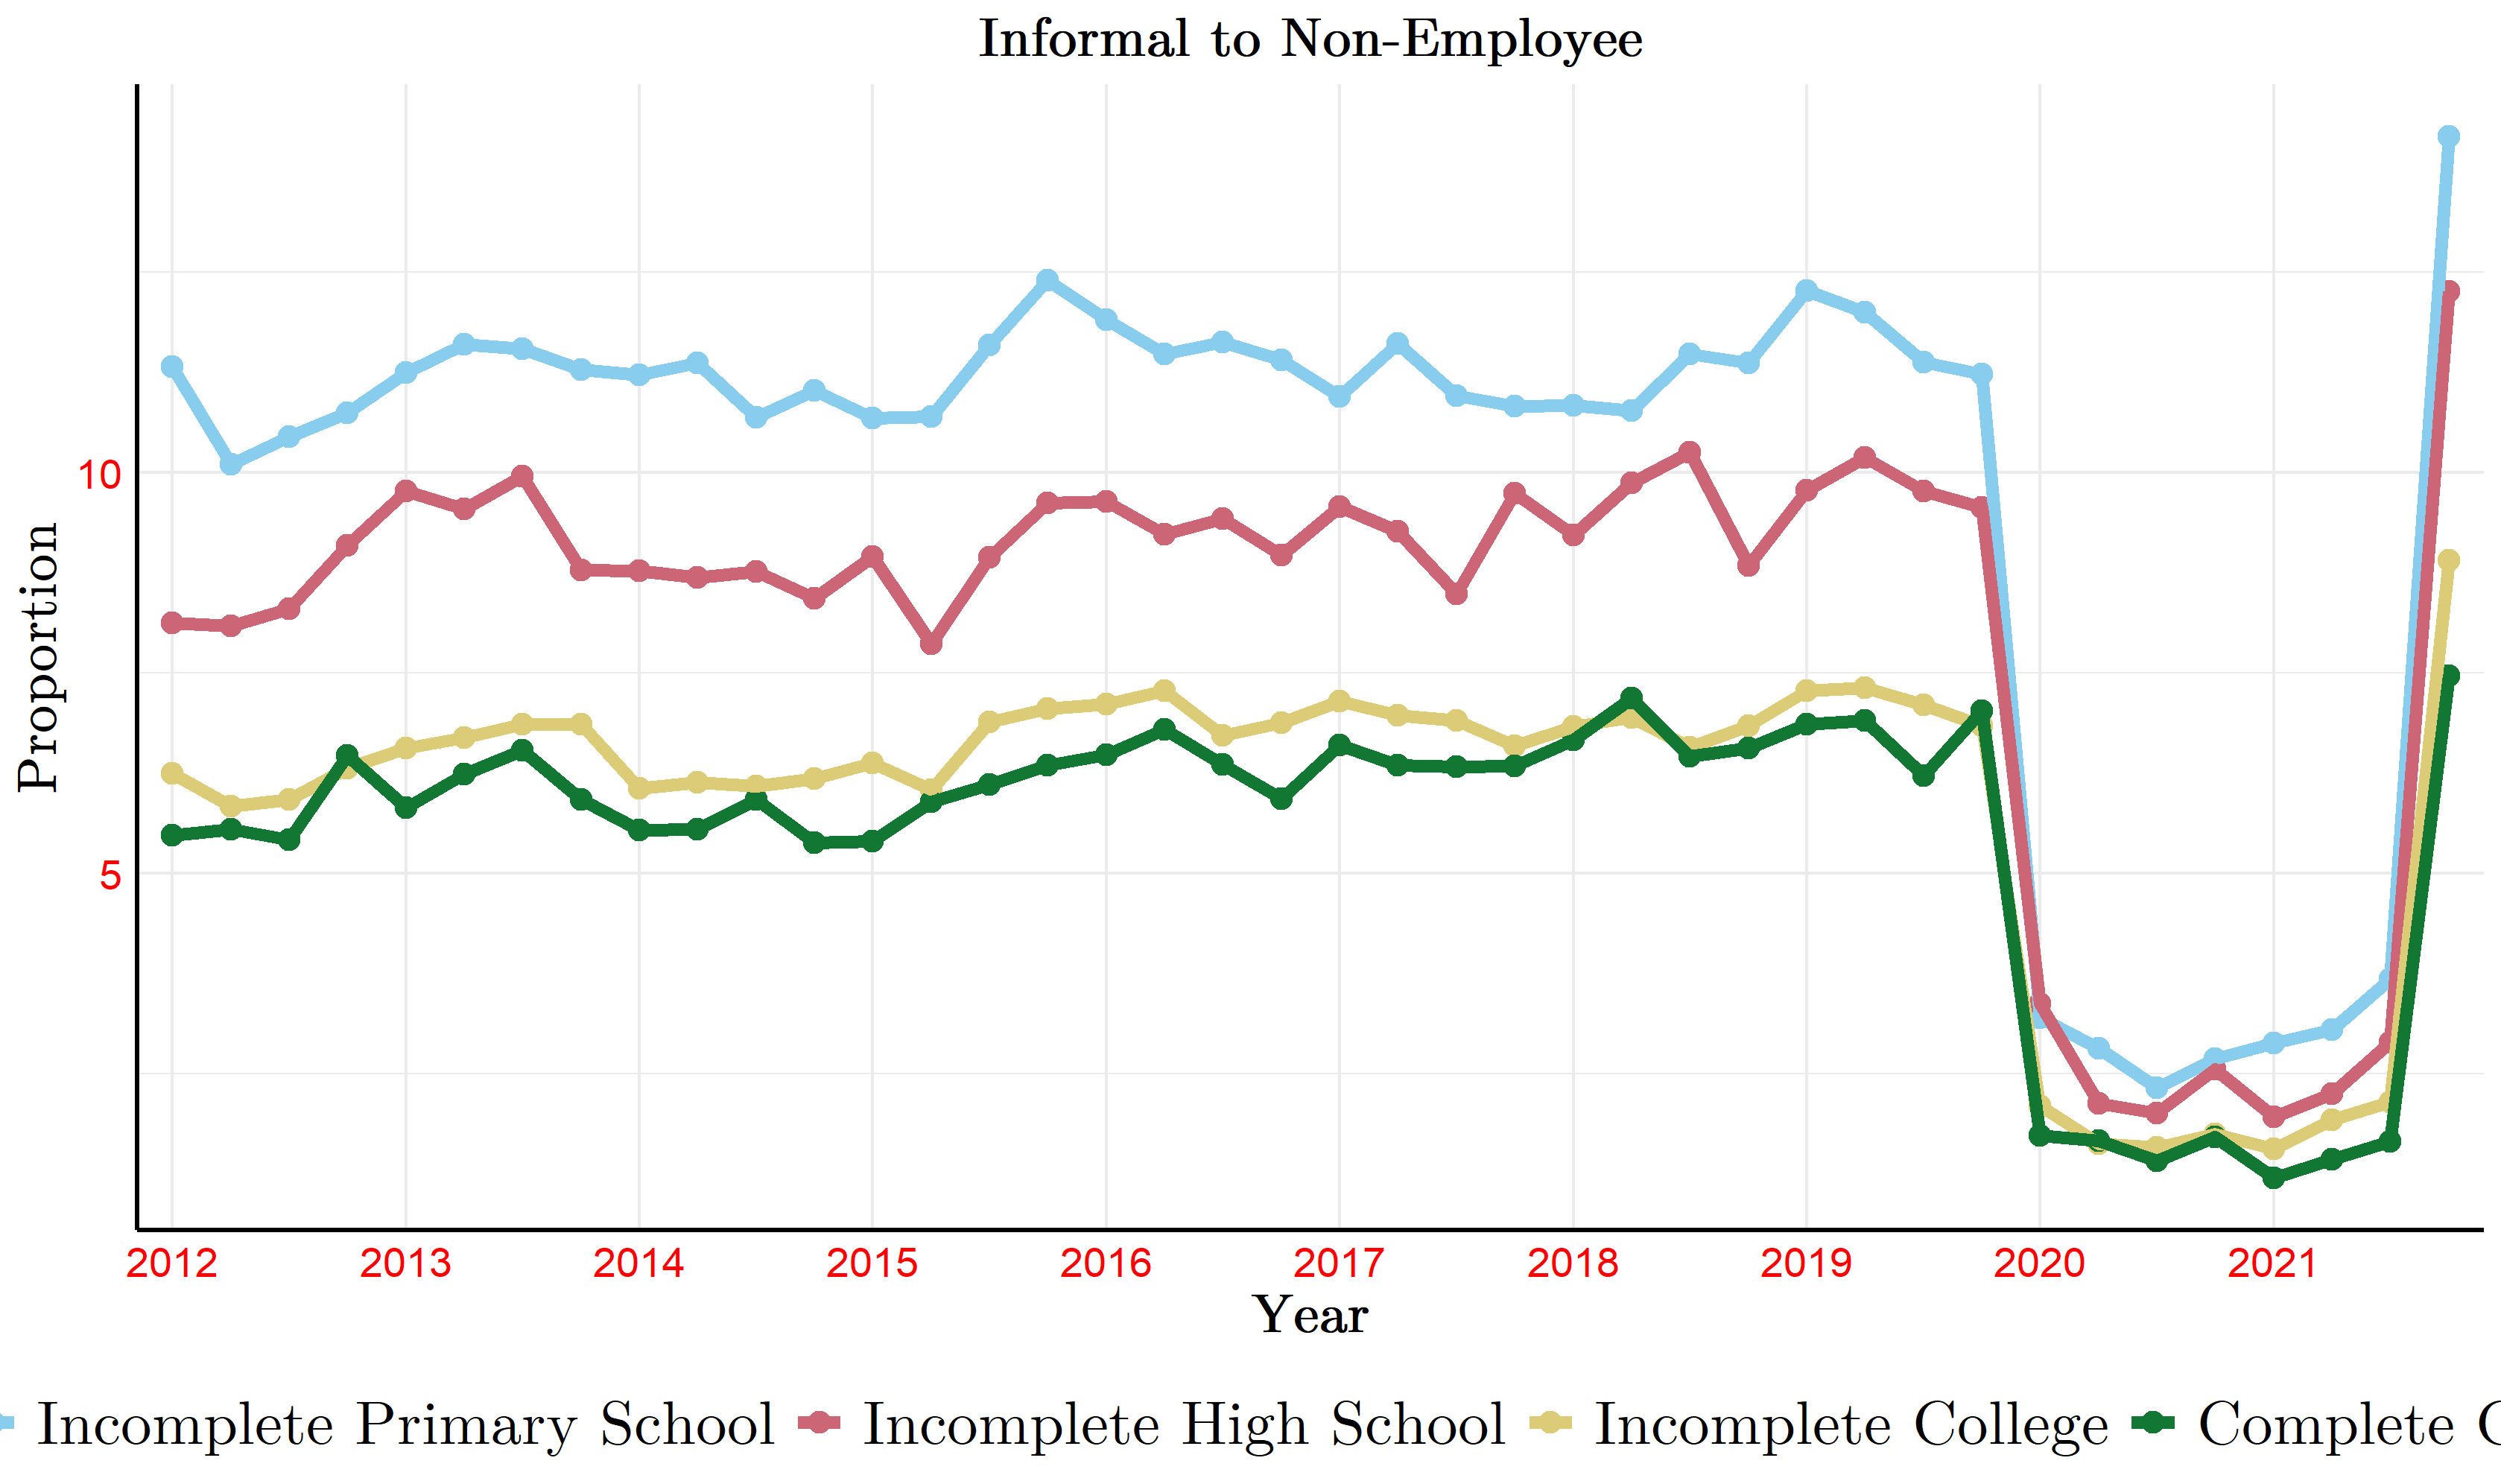 Informal to Non-Employee
Proportion
10
5
2012 2013 2014 2015 2016 2017 2018 2019 2020 2021
Year
Incomplete Primary School Incomplete High School Incomplete College Complete